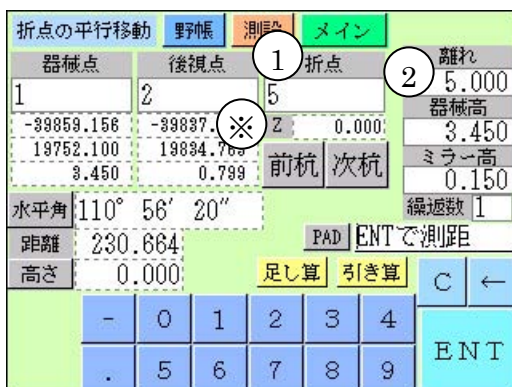 折点の平行移動 野帳 測設 メイン
器械点 後視点 1 折点 離れ
1 2 5 2 5.000
-39859.156 ※ Z 0.000 器械高
19752.100 3.450
3.450 0.799 前杭 次杭 ミラー高
0.150
水平角 110° 56′ 20″ 繰返数 1
距離 230.664 PAD ENTで測距
高さ 0.000 足し算 引き算 C ←
- 0 1 2 3 4
. 5 6 7 8 9 ENT